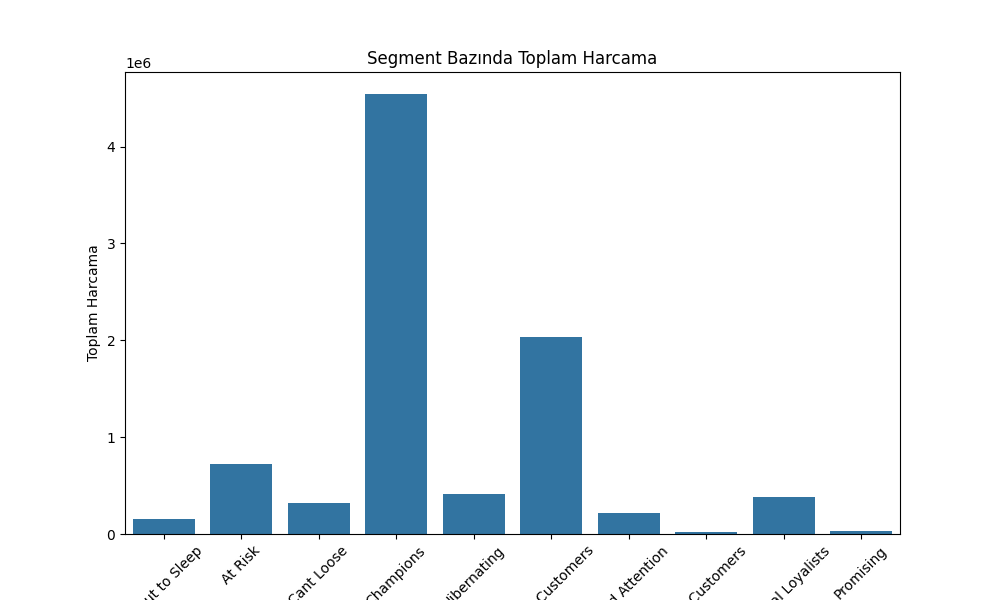 Segment Bazında Toplam Harcama
1e6
Toplam Harcama
4
3
2
1
0
ut to Sleep
At Risk
Cant Loose
Champions
ibernating
Customers
Attention
Customers
al Loyalists
Promising